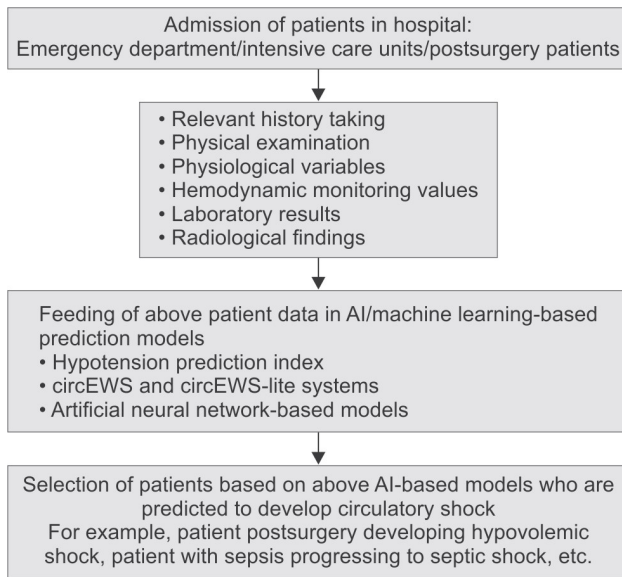 Admission of patients in hospital:
Emergency department/intensive care units/postsurgery patients
• Relevant history taking
• Physical examination
• Physiological variables
• Hemodynamic monitoring values
• Laboratory results
• Radiological findings
Feeding of above patient data in AI/machine learning-based
prediction models
• Hypotension prediction index
• circEWS and circEWS-lite systems
• Artificial neural network-based models
Selection of patients based on above AI-based models who are
predicted to develop circulatory shock
For example, patient postsurgery developing hypovolemic
shock, patient with sepsis progressing to septic shock, etc.